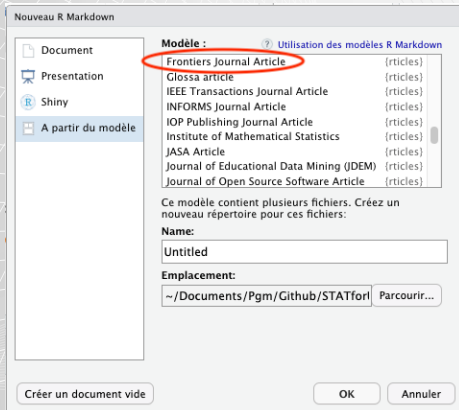 Nouveau R Markdown
Document
Presentation
Shiny
A partir du modèle
Modèle :
? Utilisation des modèles R Markdown
Frontiers Journal Article {rticles}
Glossa article {rticles}
IEEE Transactions Journal Article {rticles}
INFORMS Journal Article {rticles}
IOP Publishing Journal Article {rticles}
Institute of Mathematical Statistics {rticles}
JASA Article {rticles}
Journal of Educational Data Mining (JDEM) {rticles}
Journal of Open Source Software Article {rticles}
Ce modèle contient plusieurs fichiers. Créez un
nouveau répertoire pour ces fichiers:
Name:
Untitled
Emplacement:
~/Documents/Pgm/Github/STATforI Parcourir...
Créer un document vide OK Annuler